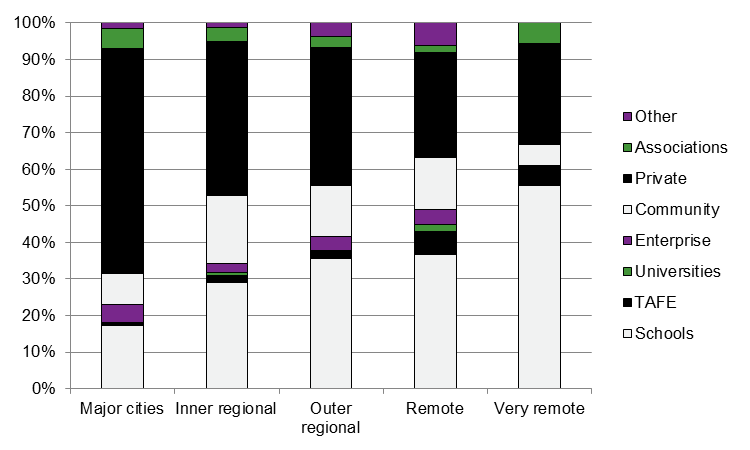 100%
90%
80%
70%
60%
50%
40%
30%
20%
10%
0%
Major cities
Inner regional
Outer
regional
Remote
Very remote
Other
Associations
Private
Community
Enterprise
Universities
TAFE
Schools